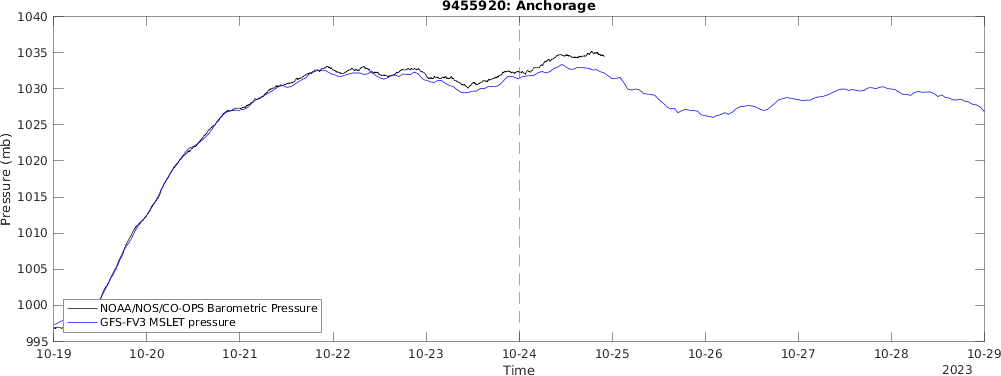 9455920: Anchorage
1040
1035
1030
1025
1020
1015
1010
1005
1000
995
Pressure (mb)
NOAA/NOS/CO-OPS Barometric Pressure
GFS-FV3 MSLET pressure
10-19 10-20 10-21 10-22 10-23 10-24 10-25 10-26 10-27 10-28 10-29
Time
2023